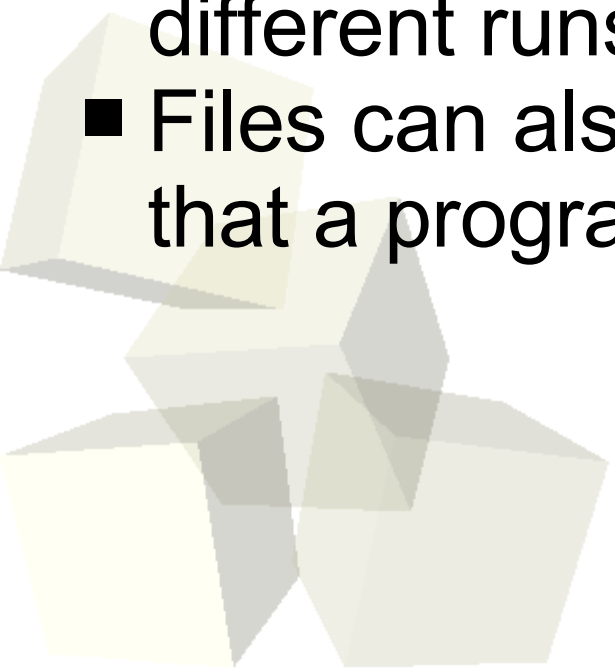 different runs
■ Files can als
that a progra